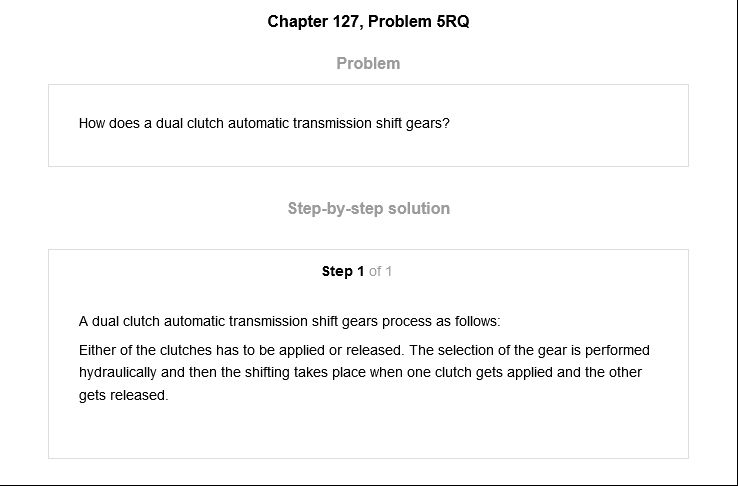 Chapter 127, Problem 5RQ
Problem
How does a dual clutch automatic transmission shift gears?
Step-by-step solution
Step 1 of 1
A dual clutch automatic transmission shift gears process as follows:
Either of the clutches has to be applied or released. The selection of the gear is performed
hydraulically and then the shifting takes place when one clutch gets applied and the other
gets released.